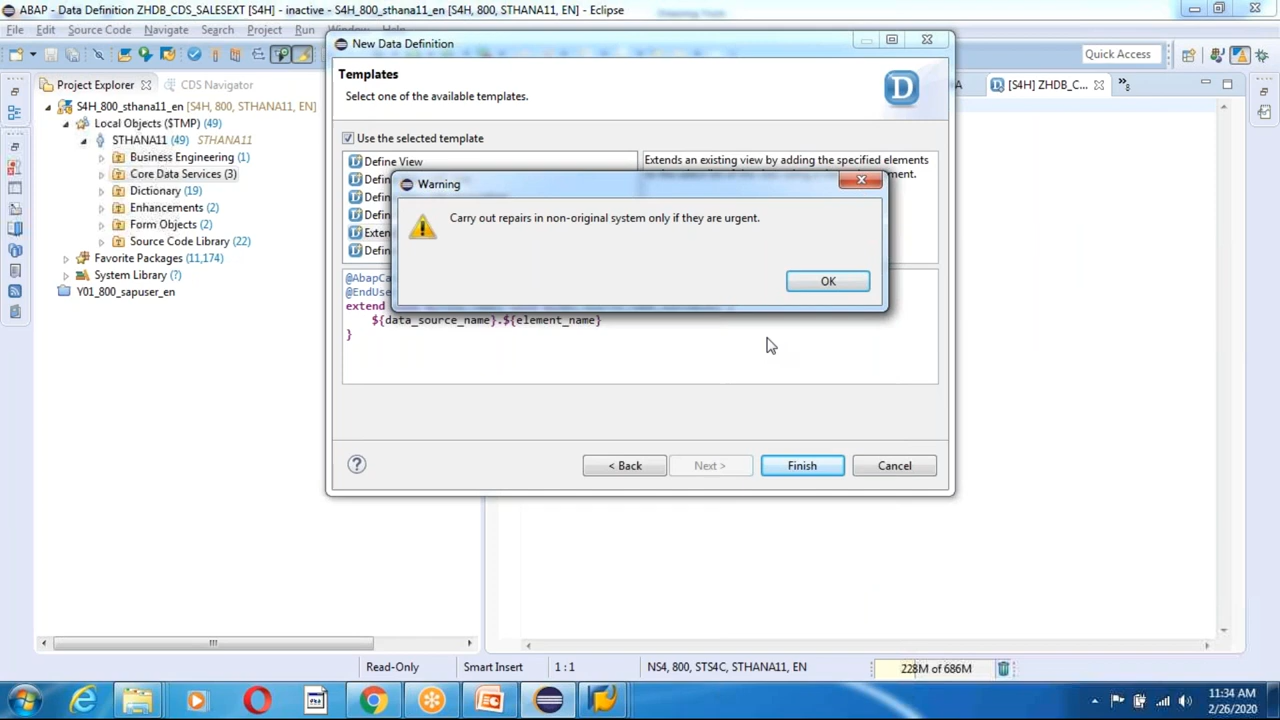 ABAP - Data Definition ZHDB_CDS_SALESEXT [S4H] - inactive - S4H_800_sthana11_en [S4H, 800, STHANA11, EN] - Eclipse
File Edit Source Code Navigate Search Project Run Window Help
New Data Definition
Quick Access
Project Explorer CDS Navigator
[S4H] ZHDB_C...
8
Templates
Select one of the available templates.
S4H_800_sthana11_en [S4H, 800, STHANA11, EN]
Local Objects ($TMP) (49)
STHANA11 (49) STHANA11
Business Engineering (1)
Core Data Services (3)
Dictionary (19)
Enhancements (2)
Form Objects (2)
Source Code Library (22)
Favorite Packages (11,174)
System Library (?)
Y01_800_sapuser_en
Use the selected template
Define View
Extends an existing view by adding the specified elements
Warning
Carry out repairs in non-original system only if they are urgent.
OK
extend
${data_source_name}.${element_name}
}
< Back Next > Finish Cancel
Read-Only Smart Insert 1 : 1 NS4, 800, STS4C, STHANA11, EN 228M of 686M
11:34 AM
2/26/2020